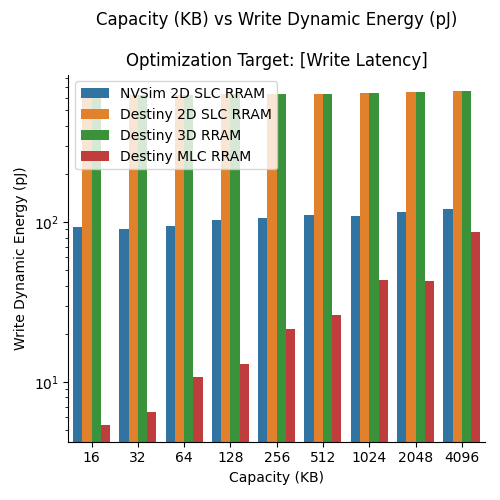 Capacity (KB) vs Write Dynamic Energy (pJ)
Optimization Target: [Write Latency]
NVSim 2D SLC RRAM
Destiny 2D SLC RRAM
Destiny 3D RRAM
Destiny MLC RRAM
Write Dynamic Energy (pJ)
10²
10¹
16 32 64 128 256 512 1024 2048 4096
Capacity (KB)